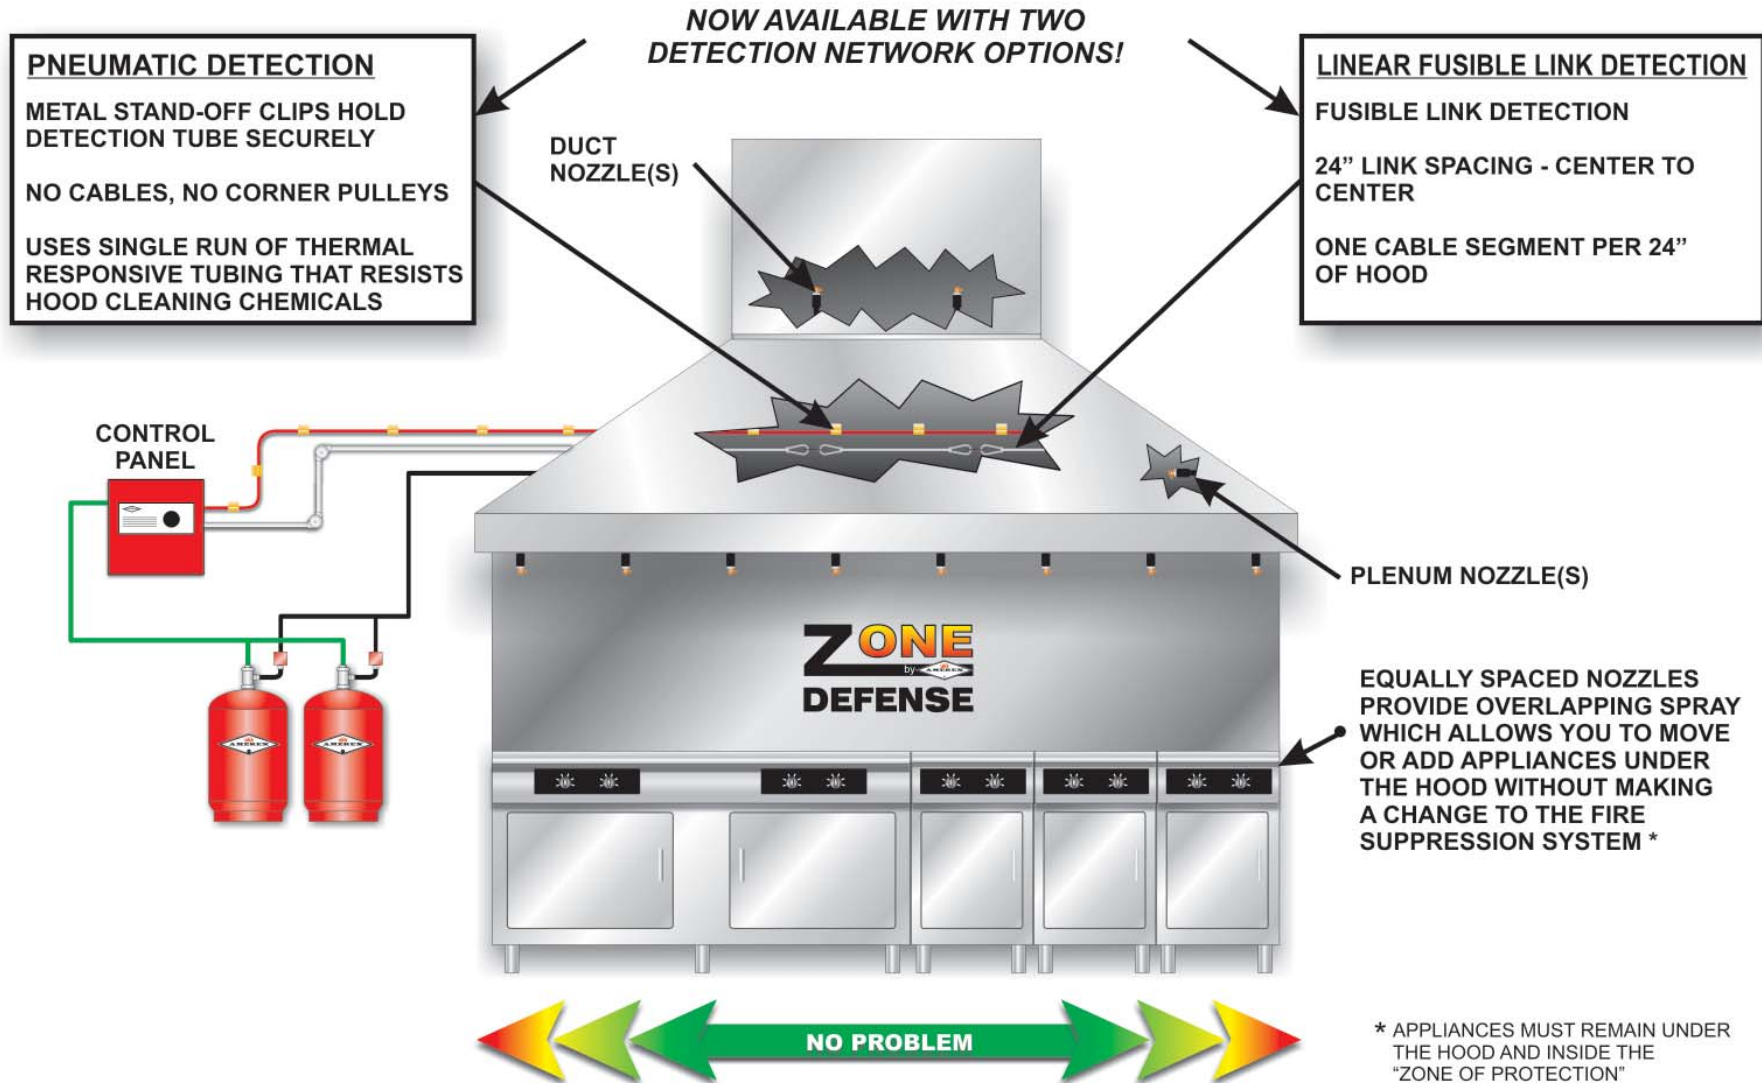 NOW AVAILABLE WITH TWO
DETECTION NETWORK OPTIONS!
PNEUMATIC DETECTION
METAL STAND-OFF CLIPS HOLD
DETECTION TUBE SECURELY
NO CABLES, NO CORNER PULLEYS
USES SINGLE RUN OF THERMAL
RESPONSIVE TUBING THAT RESISTS
HOOD CLEANING CHEMICALS
LINEAR FUSIBLE LINK DETECTION
FUSIBLE LINK DETECTION
24” LINK SPACING - CENTER TO
CENTER
ONE CABLE SEGMENT PER 24”
OF HOOD
DUCT
NOZZLE(S)
CONTROL
PANEL
PLENUM NOZZLE(S)
ZONE
by AMEREX
DEFENSE
AMEREX
AMEREX
EQUALLY SPACED NOZZLES
PROVIDE OVERLAPPING SPRAY
WHICH ALLOWS YOU TO MOVE
OR ADD APPLIANCES UNDER
THE HOOD WITHOUT MAKING
A CHANGE TO THE FIRE
SUPPRESSION SYSTEM *
NO PROBLEM
* APPLIANCES MUST REMAIN UNDER
THE HOOD AND INSIDE THE
“ZONE OF PROTECTION”